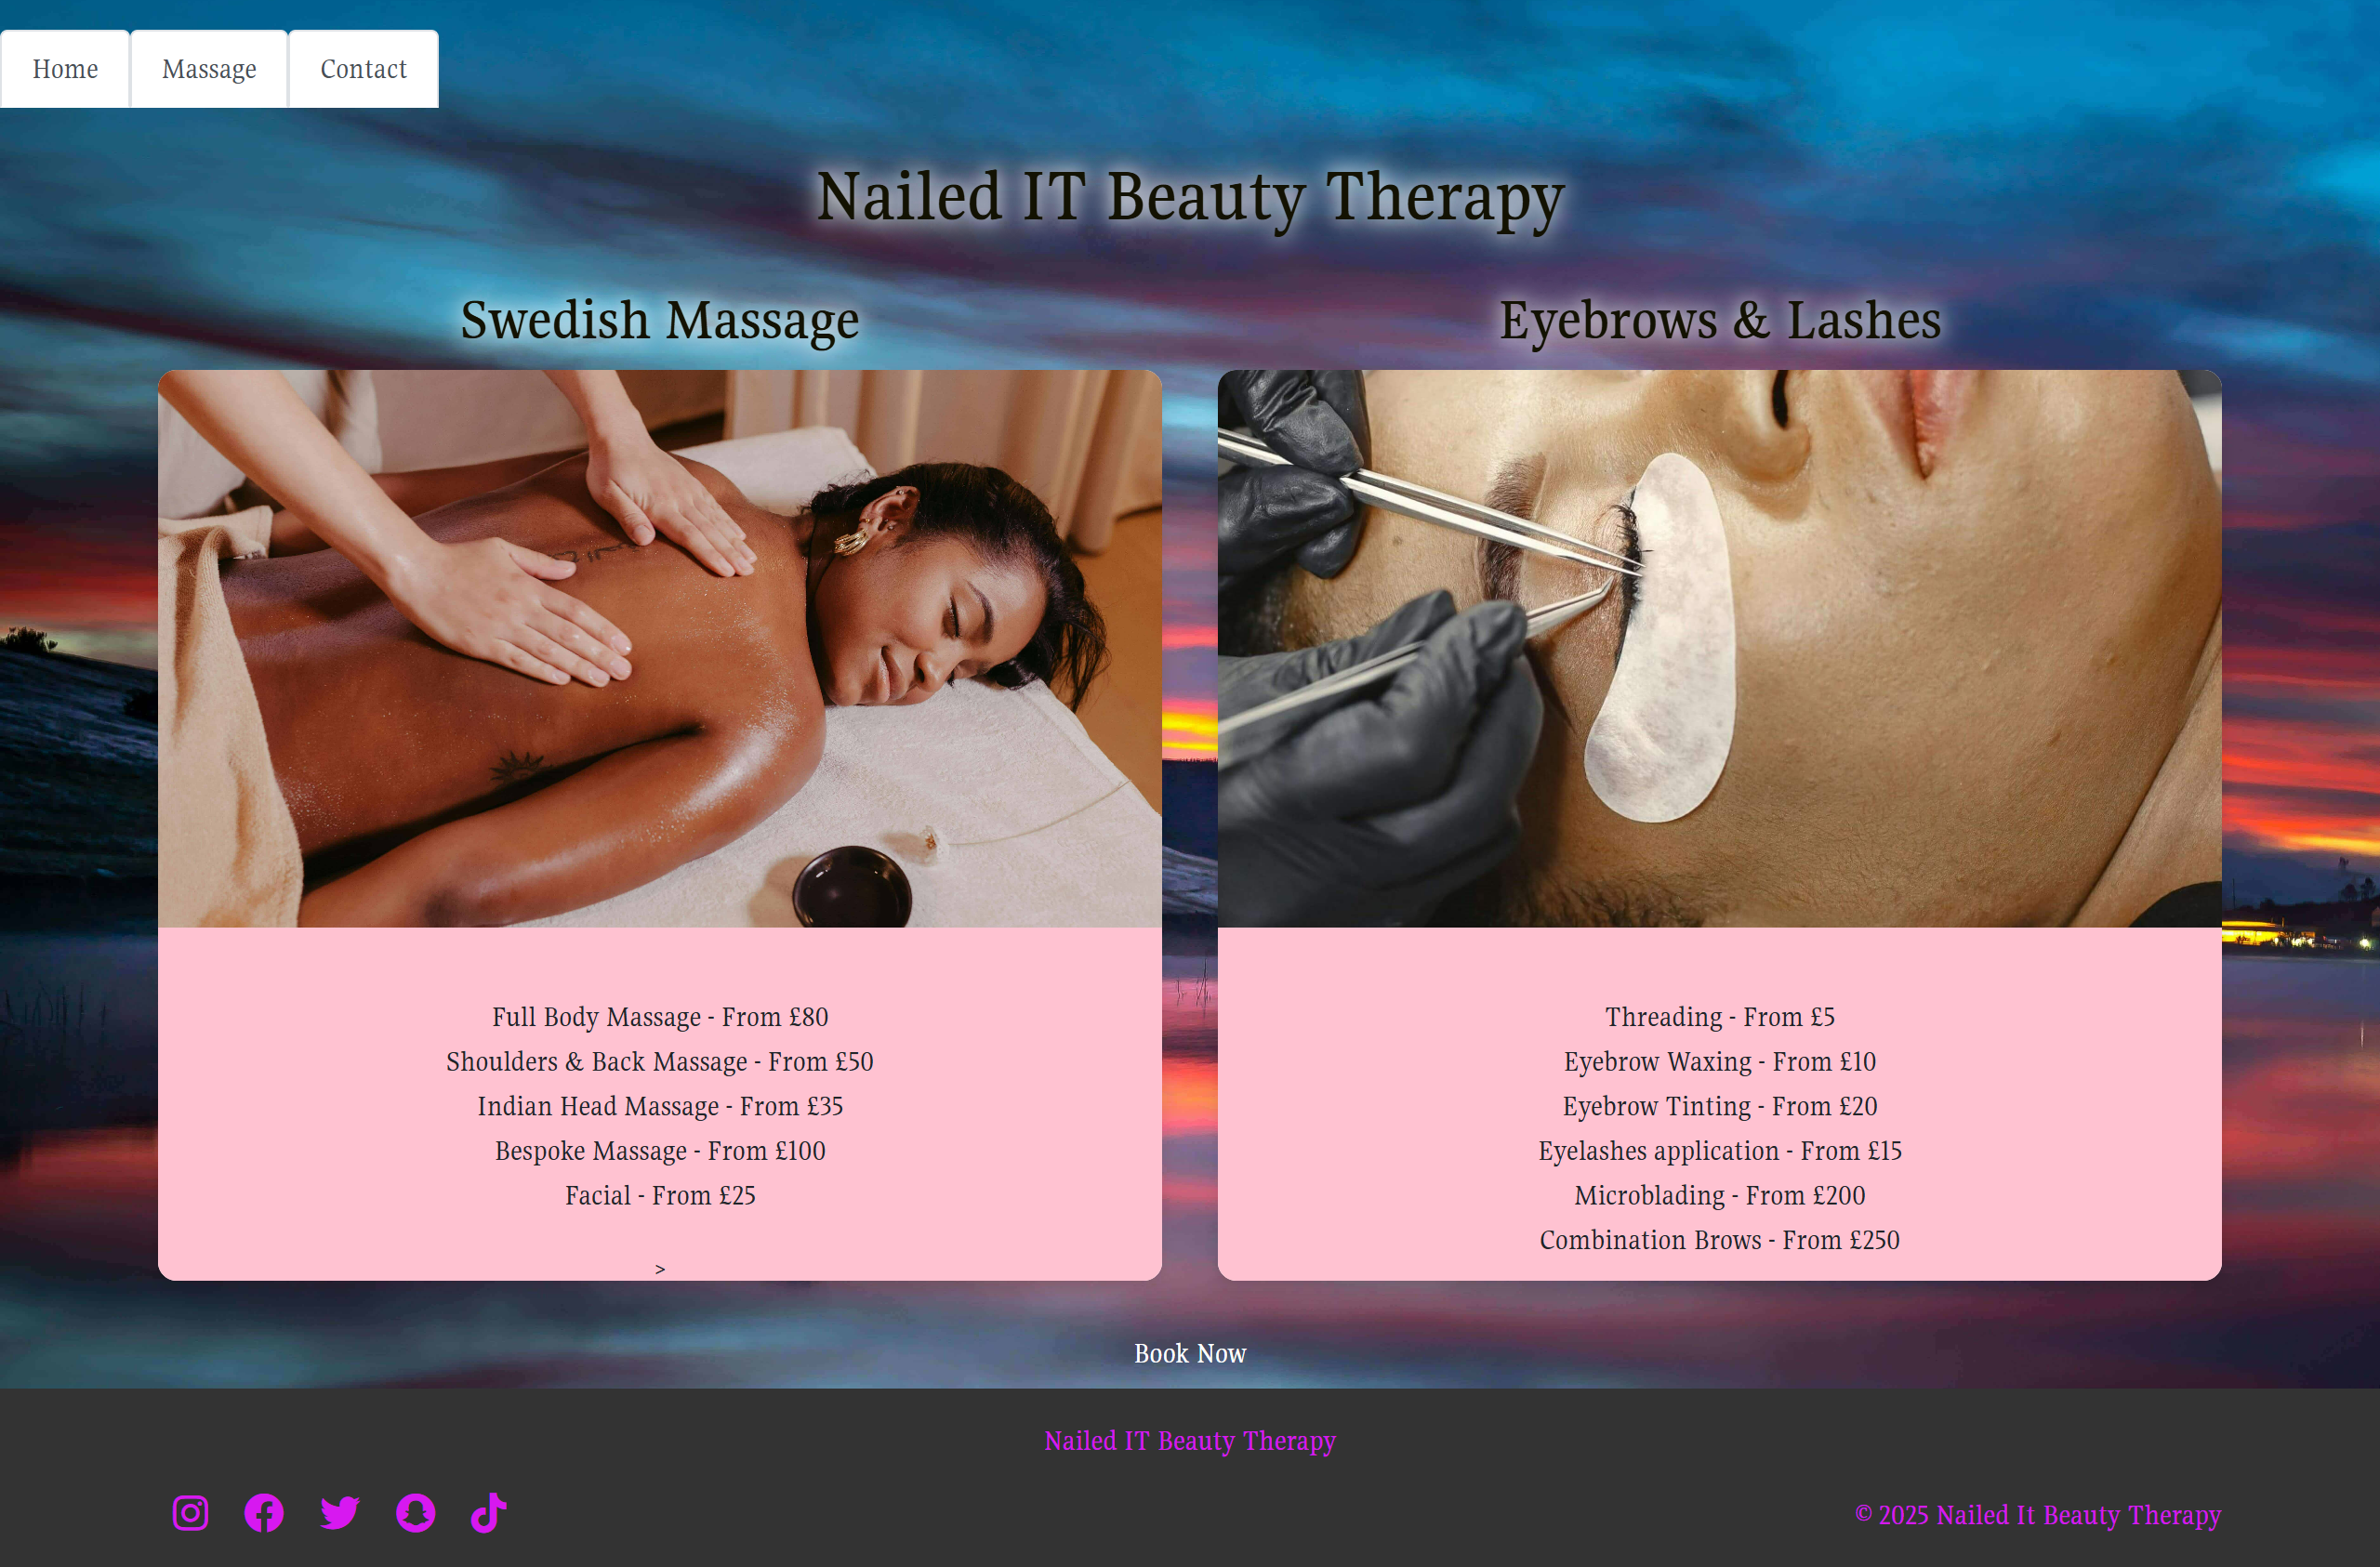 Home
Massage
Contact
Nailed IT Beauty Therapy
Swedish Massage
Eyebrows & Lashes
Full Body Massage - From £80
Shoulders & Back Massage - From £50
Indian Head Massage - From £35
Bespoke Massage - From £100
Facial - From £25
>
Threading - From £5
Eyebrow Waxing - From £10
Eyebrow Tinting - From £20
Eyelashes application - From £15
Microblading - From £200
Combination Brows - From £250
Book Now
Nailed IT Beauty Therapy
© 2025 Nailed It Beauty Therapy